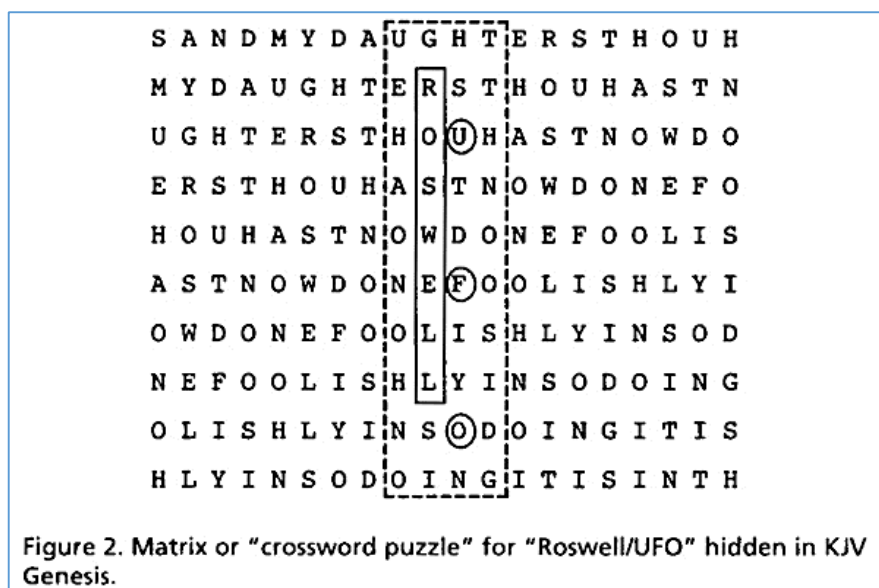 S A N D M Y D A U G H T E R S T H O U H
M Y D A U G H T E R S T H O U H A S T N
U G H T E R S T H O U H A S T N O W D O
E R S T H O U H A S T N O W D O N E F O
H O U H A S T N O W D O N E F O O L I S
A S T N O W D O N E F O O L I S H L Y I
O W D O N E F O O L I S H L Y I N S O D
N E F O O L I S H L Y I N S O D O I N G
O L I S H L Y I N S O D O I N G I T I S
H L Y I N S O D O I N G I T I S I N T H
Figure 2. Matrix or "crossword puzzle" for "Roswell/UFO" hidden in KJV
Genesis.